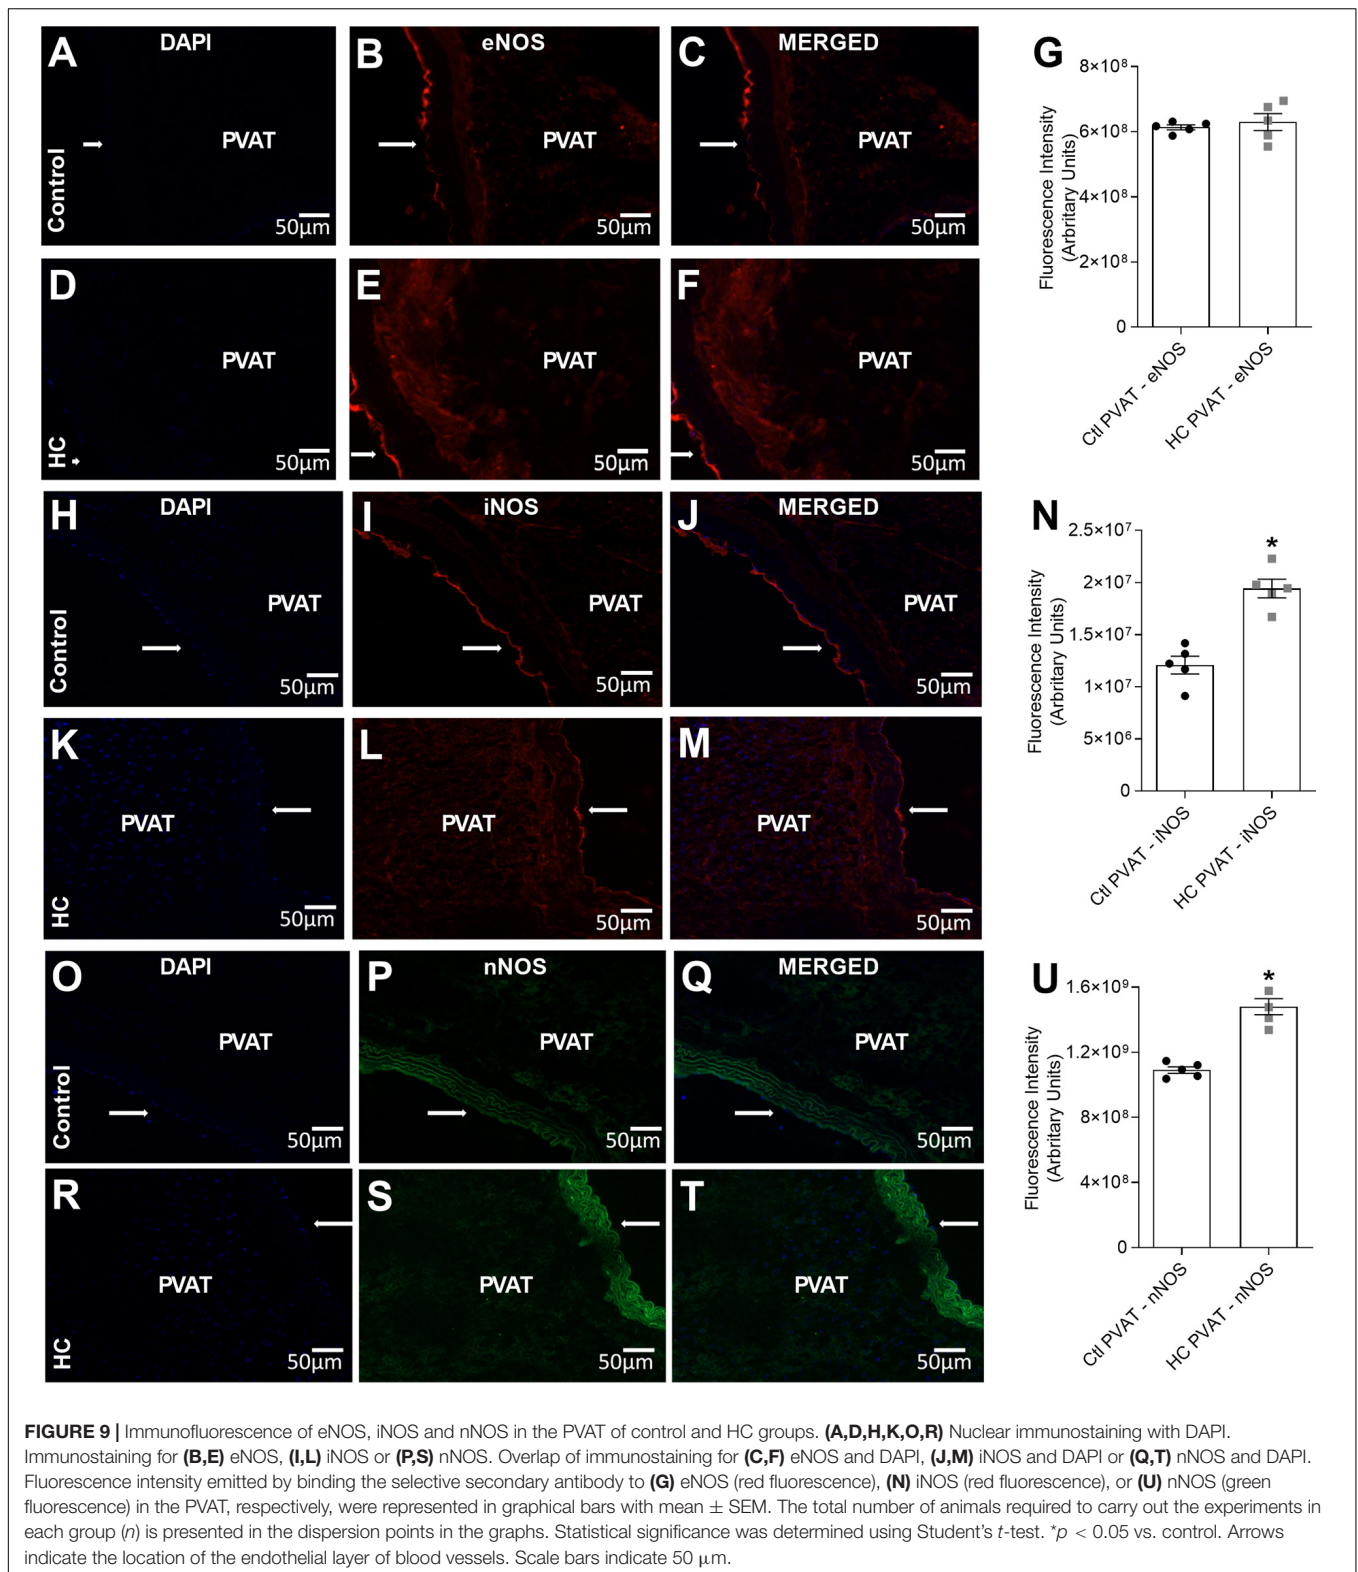 A DAPI B eNOS C MERGED
Control PVAT 50µm PVAT 50µm PVAT 50µm
G
8×10⁸
6×10⁸
4×10⁸
2×10⁸
0
Fluorescence Intensity
(Arbritary Units)
Ctl PVAT - eNOS
HC PVAT - eNOS
D E F
HC PVAT 50µm PVAT 50µm PVAT 50µm
H DAPI I iNOS J MERGED
Control PVAT 50µm PVAT 50µm PVAT 50µm
N
2.5×10⁷
2×10⁷
1.5×10⁷
1×10⁷
5×10⁶
0
*
Fluorescence Intensity
(Arbritary Units)
Ctl PVAT - iNOS
HC PVAT - iNOS
K L M
HC PVAT 50µm PVAT 50µm PVAT 50µm
O DAPI P nNOS Q MERGED
Control PVAT 50µm PVAT 50µm PVAT 50µm
U
1.6×10⁹
1.2×10⁹
8×10⁸
4×10⁸
0
*
Fluorescence Intensity
(Arbritary Units)
Ctl PVAT - nNOS
HC PVAT - nNOS
R S T
HC PVAT 50µm PVAT 50µm PVAT 50µm
FIGURE 9 | Immunofluorescence of eNOS, iNOS and nNOS in the PVAT of control and HC groups. (A,D,H,K,O,R) Nuclear immunostaining with DAPI.
Immunostaining for (B,E) eNOS, (I,L) iNOS or (P,S) nNOS. Overlap of immunostaining for (C,F) eNOS and DAPI, (J,M) iNOS and DAPI or (Q,T) nNOS and DAPI.
Fluorescence intensity emitted by binding the selective secondary antibody to (G) eNOS (red fluorescence), (N) iNOS (red fluorescence), or (U) nNOS (green
fluorescence) in the PVAT, respectively, were represented in graphical bars with mean ± SEM. The total number of animals required to carry out the experiments in
each group (n) is presented in the dispersion points in the graphs. Statistical significance was determined using Student's t-test. *p < 0.05 vs. control. Arrows
indicate the location of the endothelial layer of blood vessels. Scale bars indicate 50 µm.